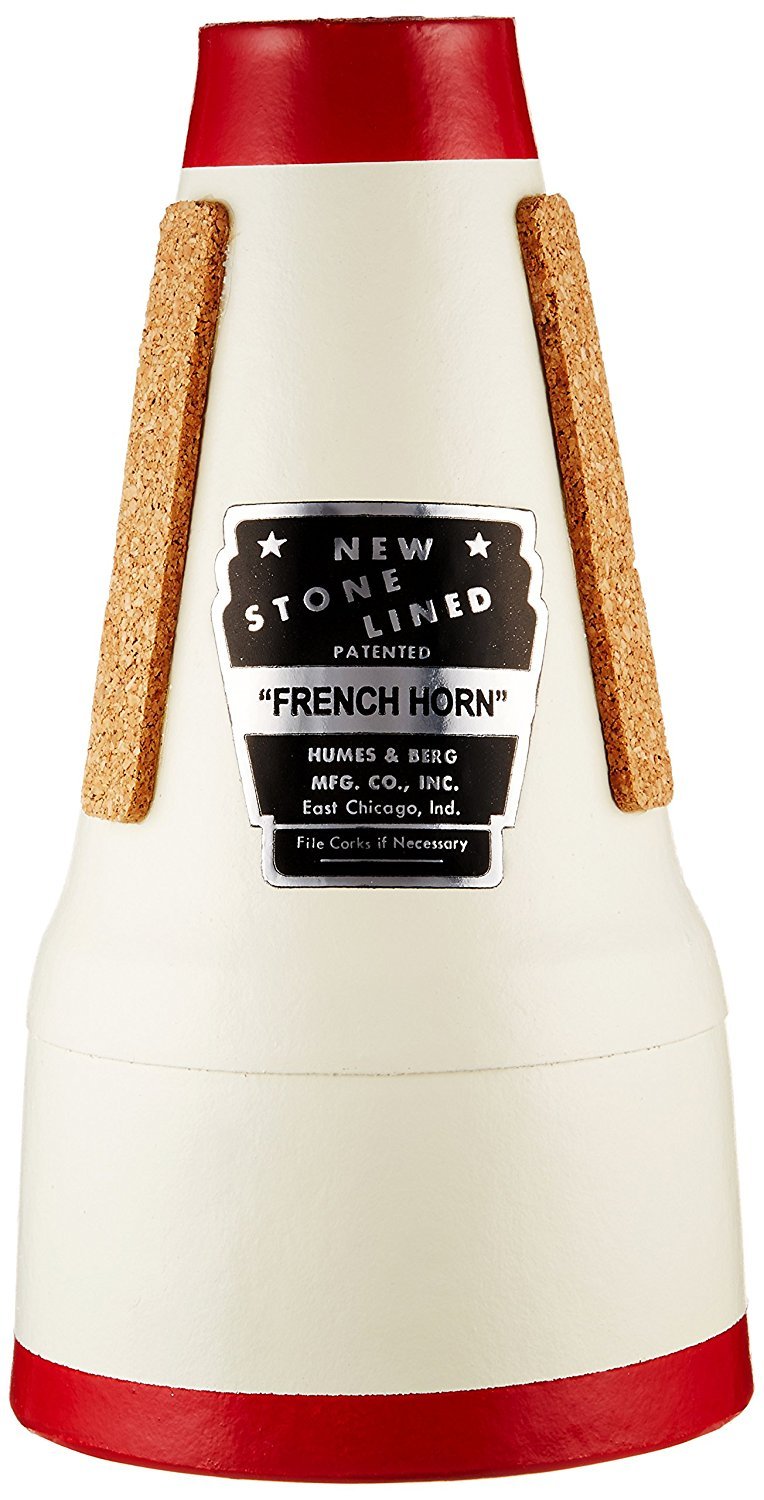 ★ NEW ★
STONE
LINED
PATENTED
“FRENCH HORN”
HUMES & BERG
MFG. CO., INC.
East Chicago, Ind.
File Corks if Necessary